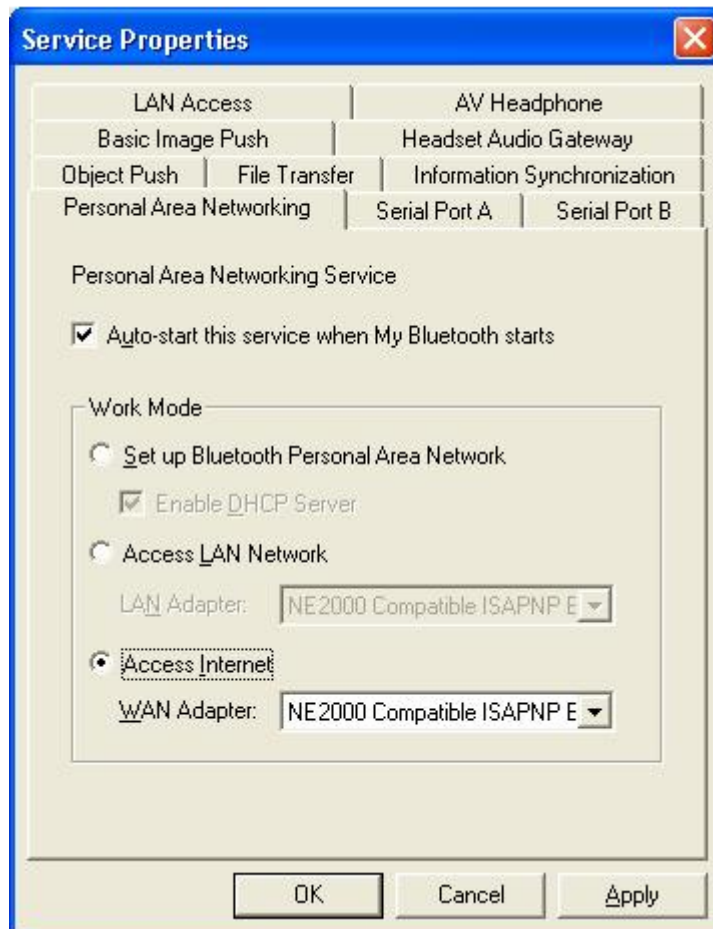 Service Properties
LAN Access AV Headphone
Basic Image Push Headset Audio Gateway
Object Push File Transfer Information Synchronization
Personal Area Networking Serial Port A Serial Port B
Personal Area Networking Service
Auto-start this service when My Bluetooth starts
Work Mode
Set up Bluetooth Personal Area Network
Enable DHCP Server
Access LAN Network
LAN Adapter: NE2000 Compatible ISAPNP E
Access Internet
WAN Adapter: NE2000 Compatible ISAPNP E
OK Cancel Apply